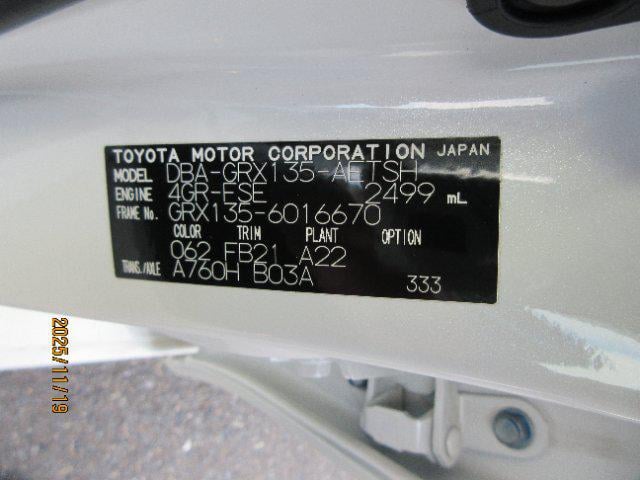 TOYOTA MOTOR CORPORATION JAPAN
MODEL DBA-GRX135-AETSH
ENGINE 4GR-FSE 2499 mL
FRAME No. GRX135-6016670
COLOR TRIM PLANT OPTION
062 FB21 A22
TRANS./AXLE A760H B03A 333
2025/11/19